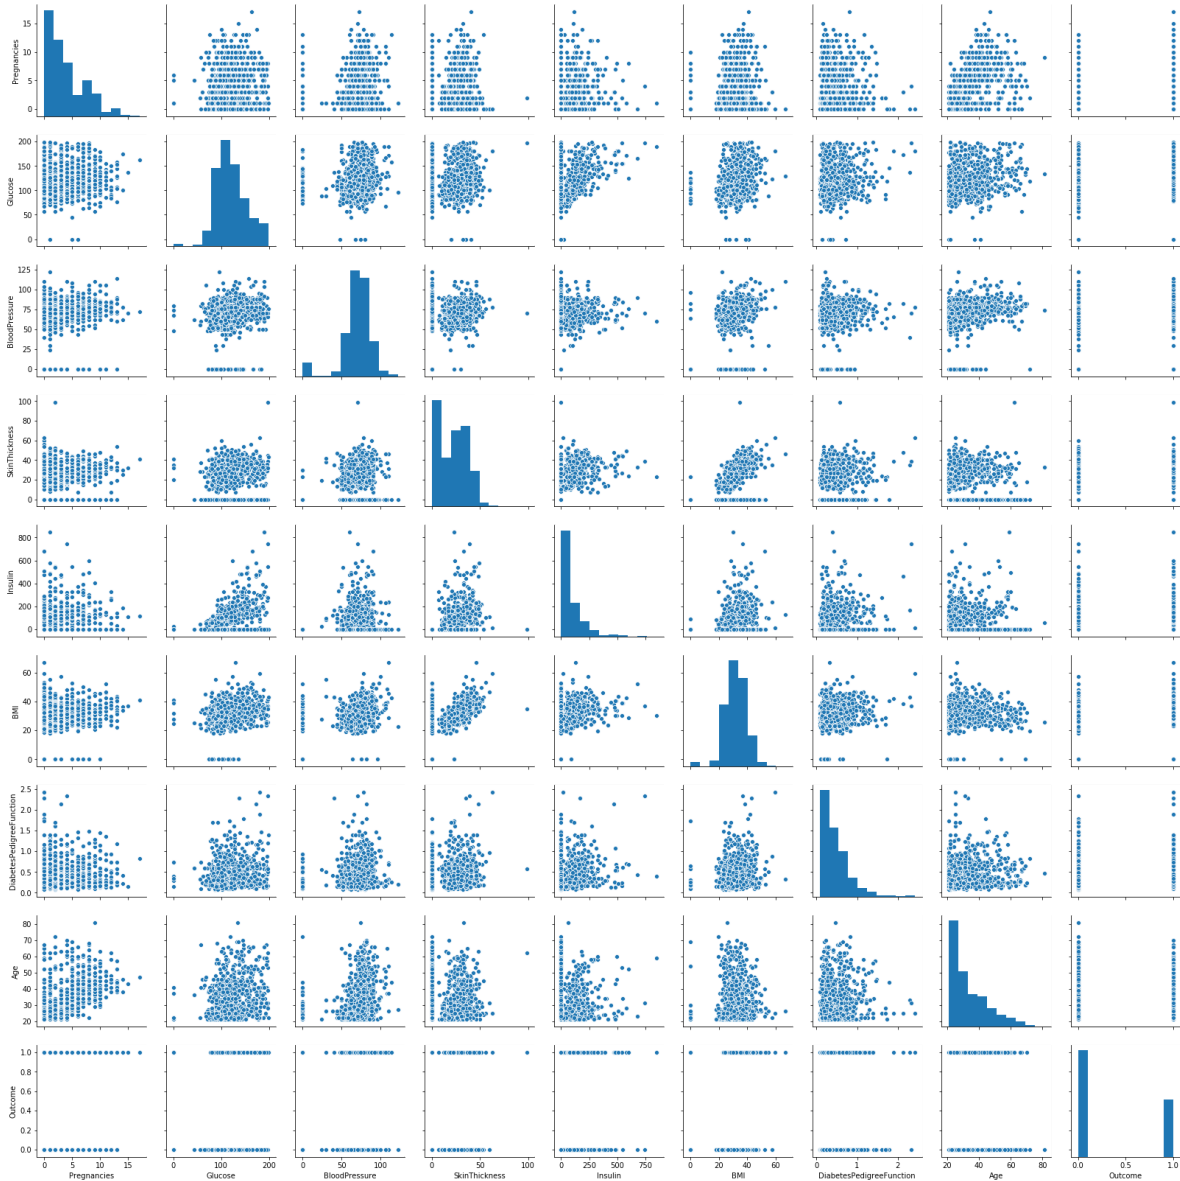 Pregnancies
15
10
5
0
Glucose
200
150
100
50
0
BloodPressure
125
100
75
50
25
0
SkinThickness
100
80
60
40
20
0
Insulin
800
600
400
200
0
BMI
60
40
20
0
DiabetesPedigreeFunction
2.5
2.0
1.5
1.0
0.5
0.0
Age
80
70
60
50
40
30
20
Outcome
1.0
0.8
0.6
0.4
0.2
0.0
0 5 10 15
0 100 200
0 50 100
0 50 100
0 250 500 750
0 20 40 60
0 1 2
20 40 60 80
0.0 0.5 1.0
Pregnancies Glucose BloodPressure SkinThickness Insulin BMI DiabetesPedigreeFunction Age Outcome